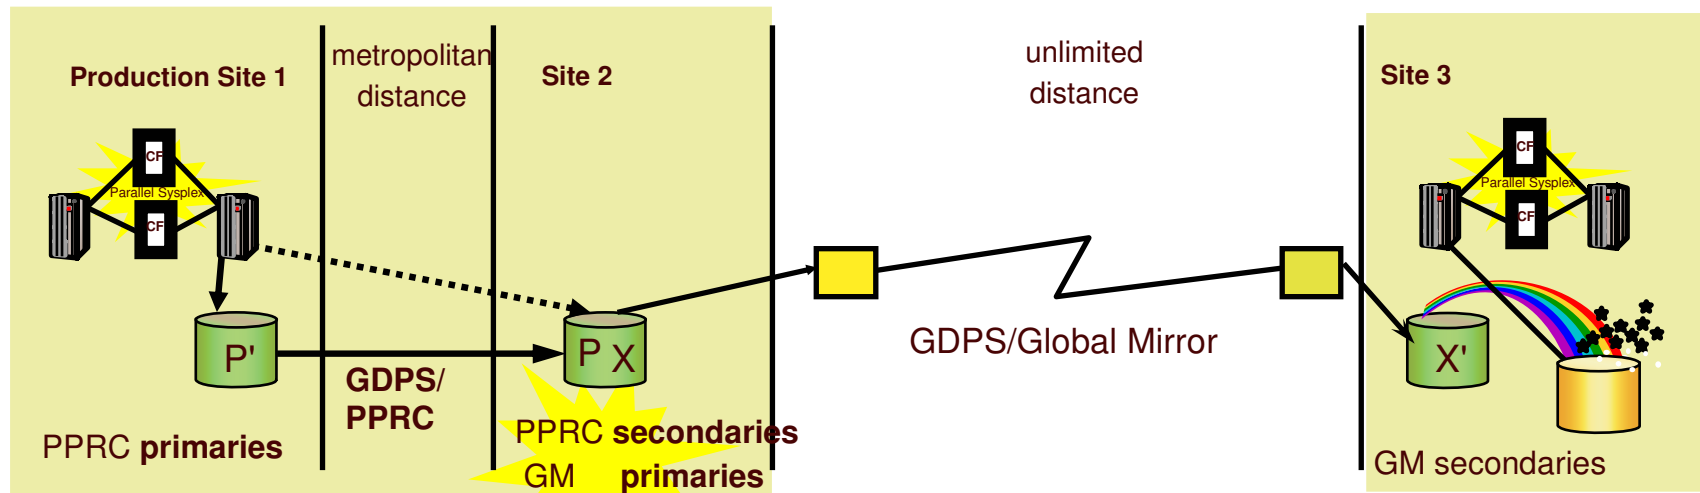 Production Site 1
metropolitan
distance
Site 2
unlimited
distance
Site 3
CF
Parallel Sysplex
CF
CF
Parallel Sysplex
CF
P'
P X
X'
GDPS/
PPRC
GDPS/Global Mirror
PPRC primaries
PPRC secondaries
GM primaries
GM secondaries